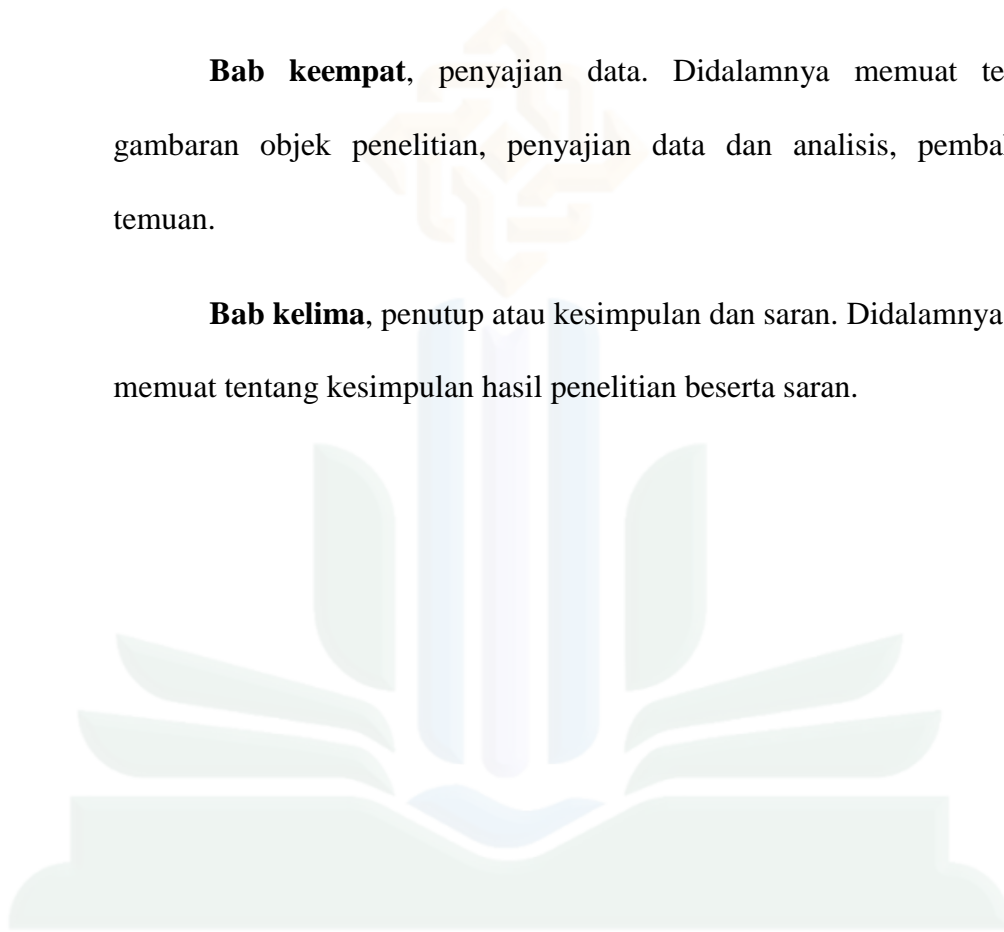 Bab keempat, penyajian data. Didalamnya memuat te
gambaran objek penelitian, penyajian data dan analisis, pemba
temuan.
Bab kelima, penutup atau kesimpulan dan saran. Didalamnya
memuat tentang kesimpulan hasil penelitian beserta saran.